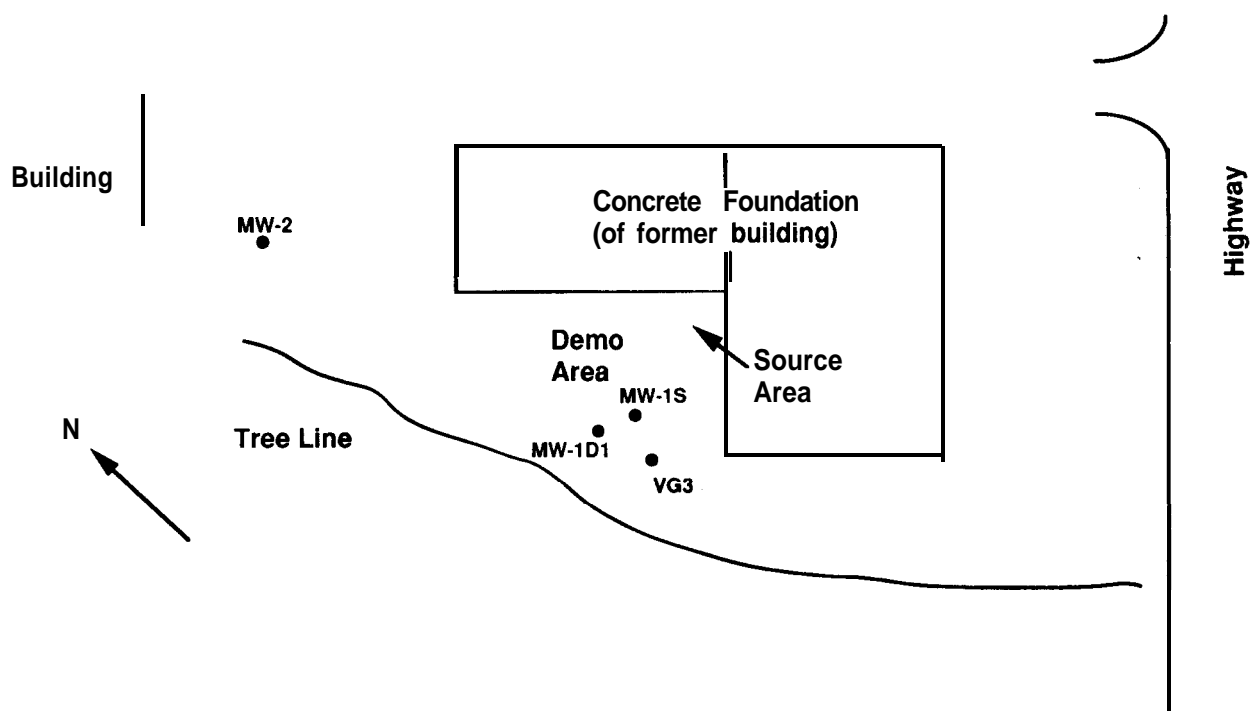 Building
MW-2
Concrete Foundation
(of former building)
Highway
Demo
Area
Source
Area
MW-1S
MW-1D1
VG3
N
Tree Line